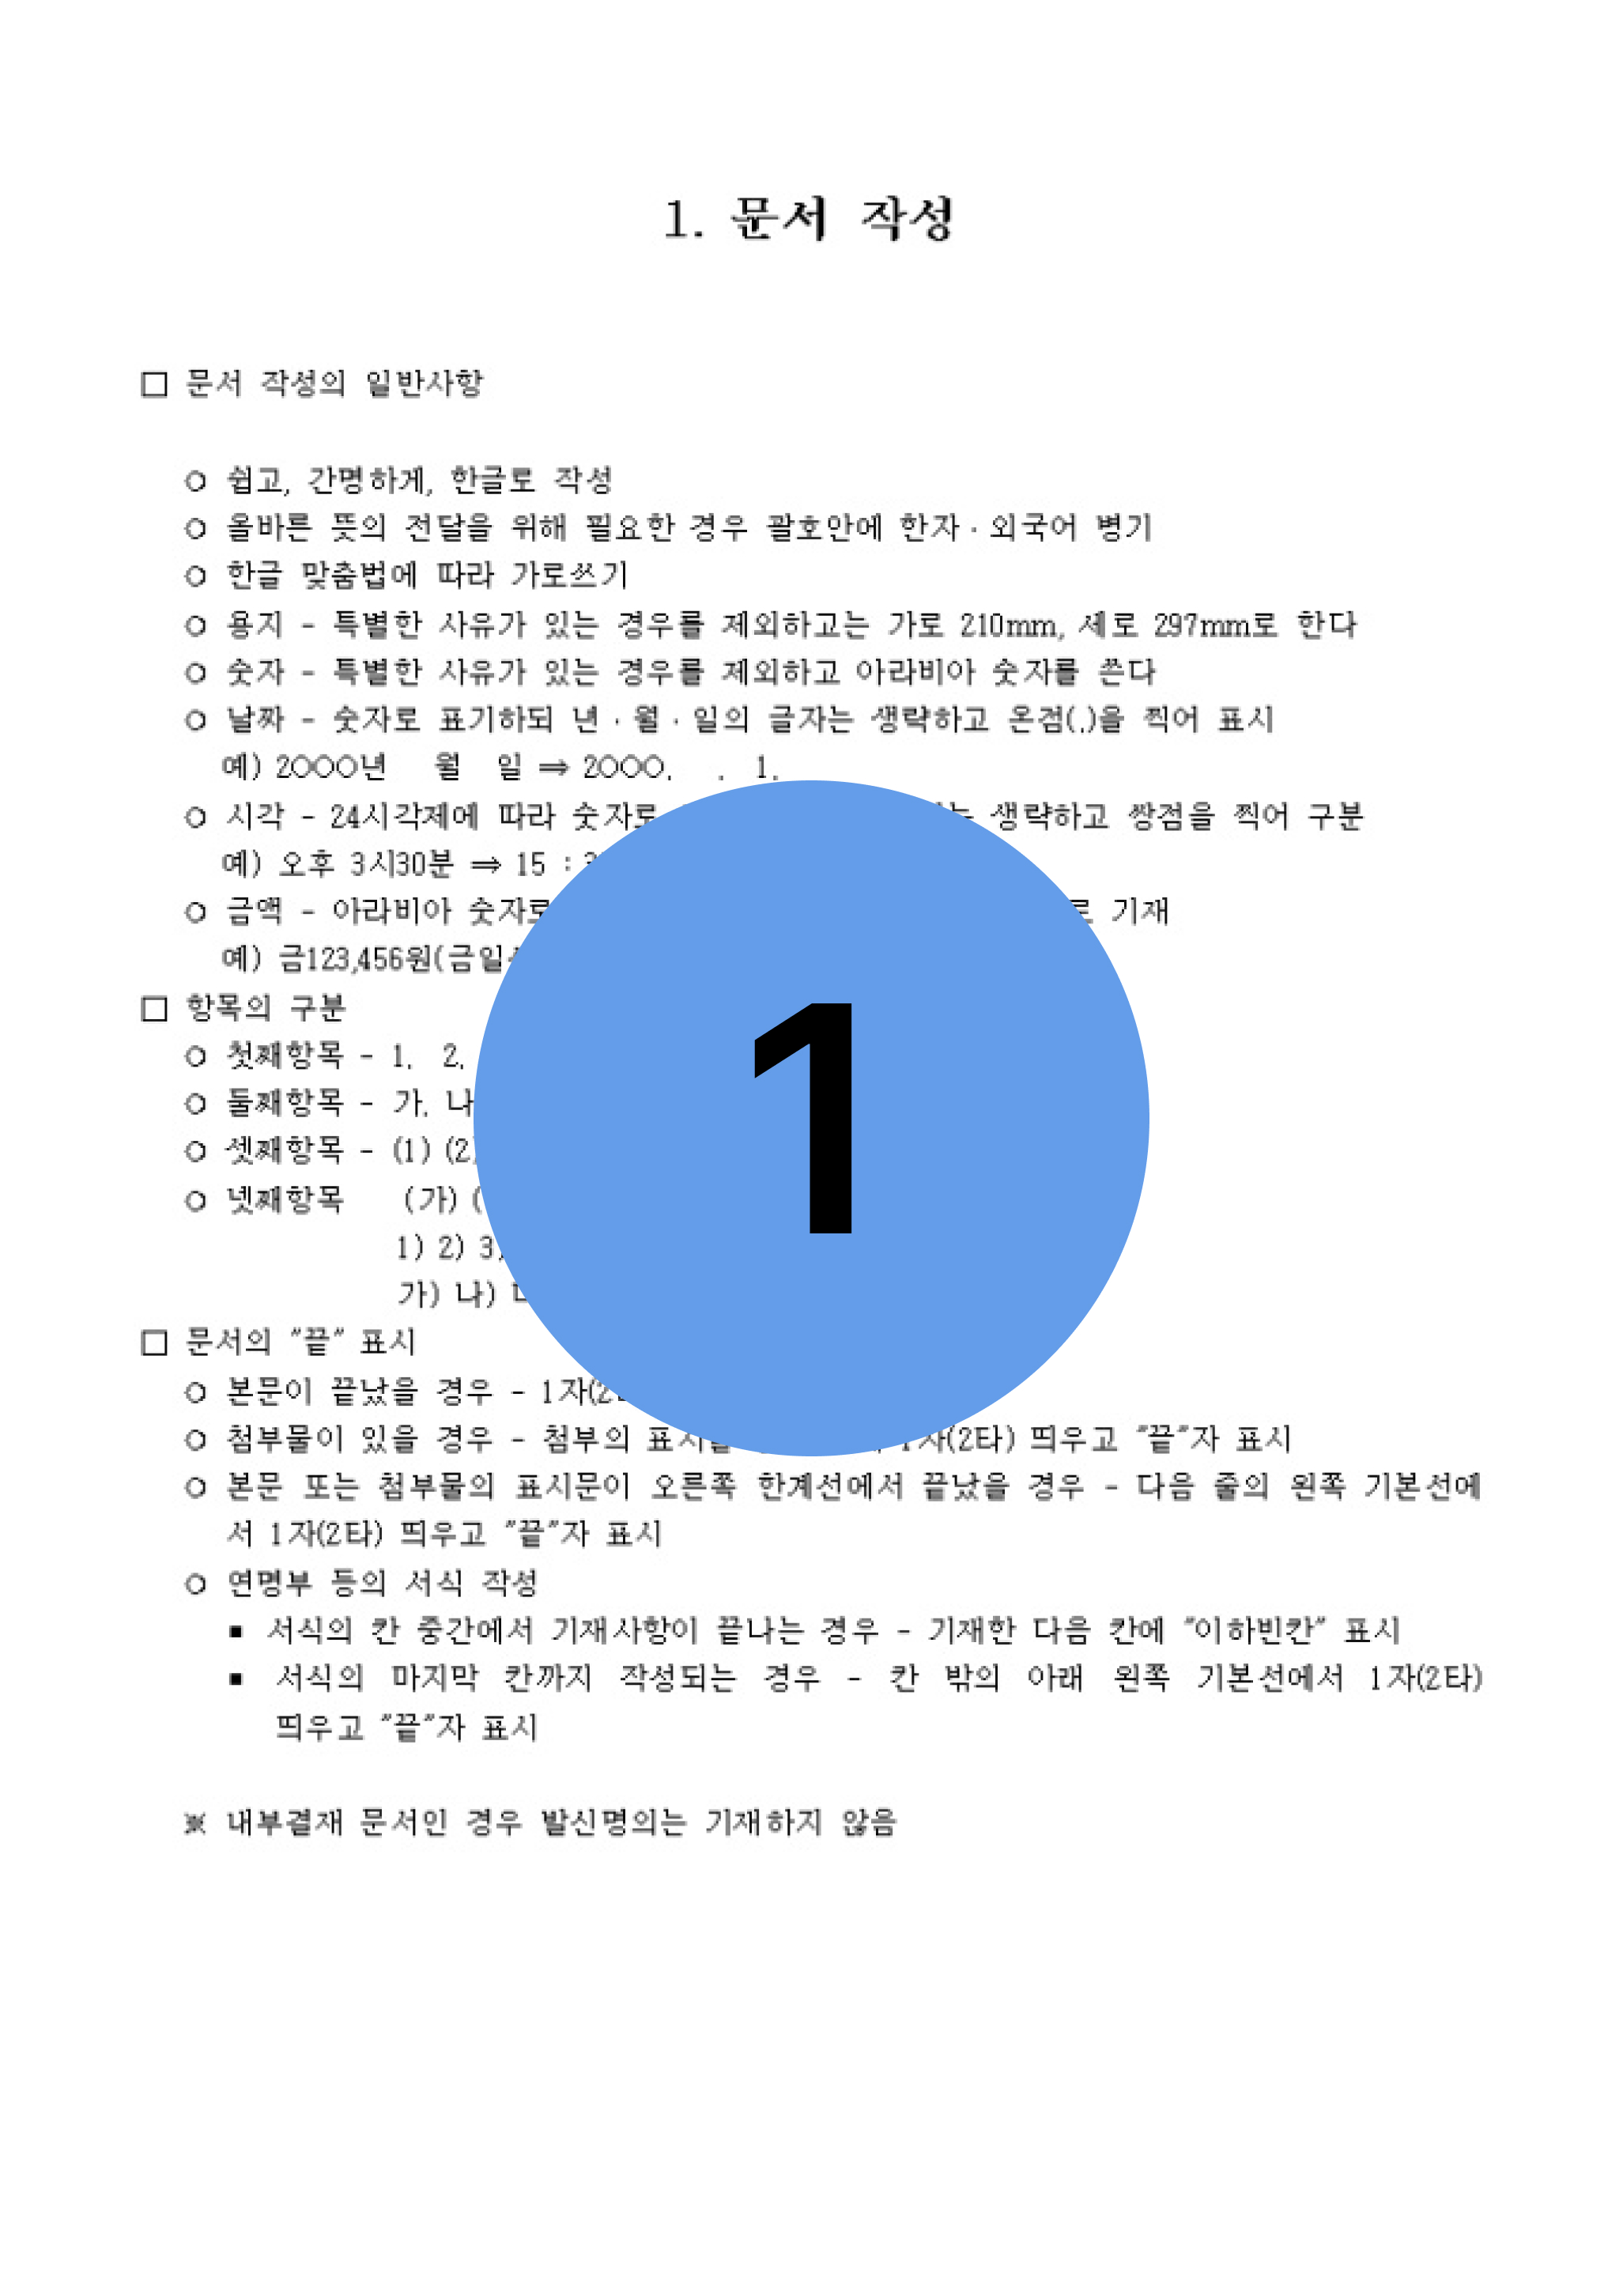 1. 문서 작성
□ 문서 작성의 일반사항
○ 쉽고, 간명하게, 한글로 작성
○ 올바른 뜻의 전달을 위해 필요한 경우 괄호안에 한자 · 외국어 병기
○ 한글 맞춤법에 따라 가로쓰기
○ 용지 - 특별한 사유가 있는 경우를 제외하고는 가로 210mm, 세로 297mm로 한다
○ 숫자 - 특별한 사유가 있는 경우를 제외하고 아라비아 숫자를 쓴다
○ 날짜 - 숫자로 표기하되 년 · 월 · 일의 글자는 생략하고 온점(.)을 찍어 표시
예) 2○○○년 월 일 ⇒ 2○○○. . 1.
○ 시각 - 24시각제에 따라 숫자로 생략하고 쌍점을 찍어 구분
예) 오후 3시30분 ⇒ 15 :
○ 금액 - 아라비아 숫자로 기재
예) 금123,456원(금일
□ 항목의 구분
○ 첫째항목 - 1. 2.
○ 둘째항목 - 가. 나
○ 셋째항목 - (1) (2
○ 넷째항목 (가) (
1) 2) 3
가) 나)
1
□ 문서의 "끝" 표시
○ 본문이 끝났을 경우 - 1자(2
○ 첨부물이 있을 경우 - 첨부의 1자(2타) 띄우고 "끝"자 표시
○ 본문 또는 첨부물의 표시문이 오른쪽 한계선에서 끝났을 경우 - 다음 줄의 왼쪽 기본선에
서 1자(2타) 띄우고 "끝"자 표시
○ 연명부 등의 서식 작성
▪ 서식의 칸 중간에서 기재사항이 끝나는 경우 - 기재한 다음 칸에 "이하빈칸" 표시
▪ 서식의 마지막 칸까지 작성되는 경우 - 칸 밖의 아래 왼쪽 기본선에서 1자(2타)
띄우고 "끝"자 표시
※ 내부결재 문서인 경우 발신명의는 기재하지 않음